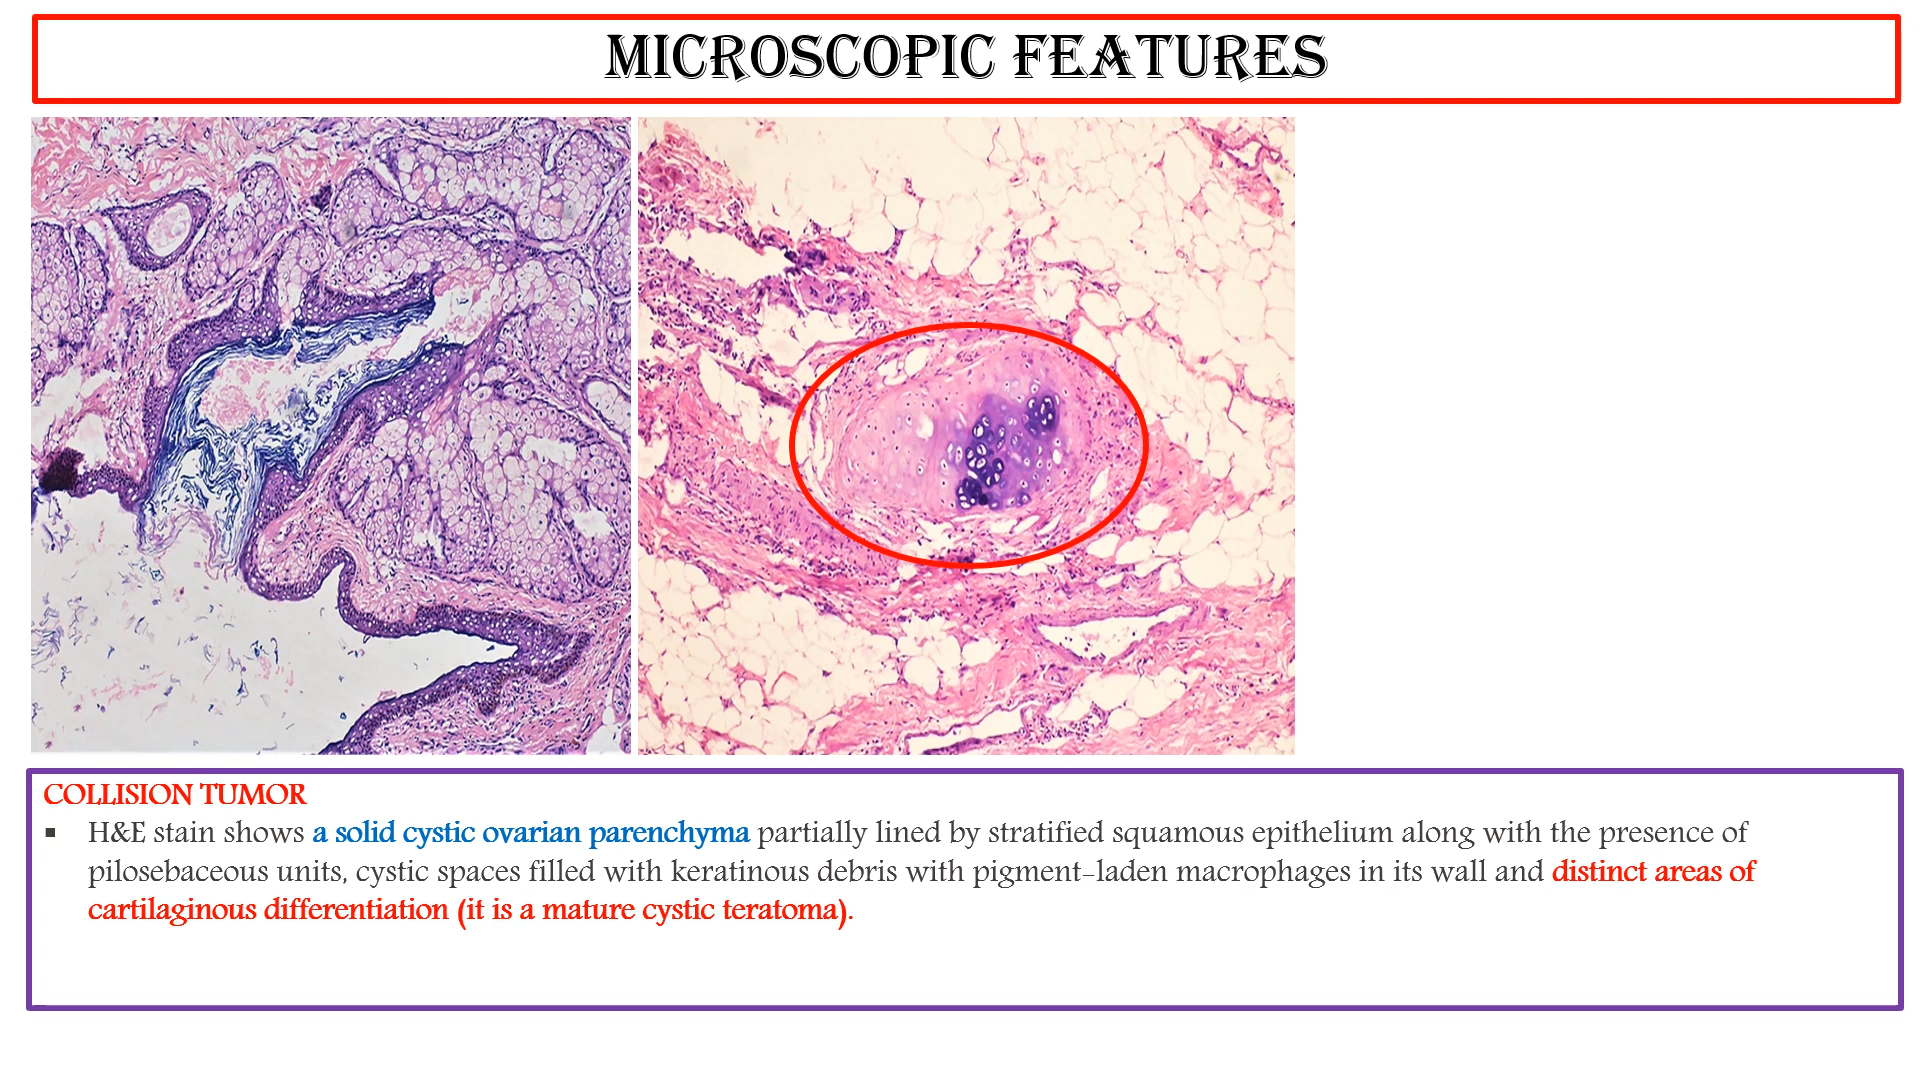 MICROSCOPIC FEATURES
COLLISION TUMOR
▪ H&E stain shows a solid cystic ovarian parenchyma partially lined by stratified squamous epithelium along with the presence of
pilosebaceous units, cystic spaces filled with keratinous debris with pigment-laden macrophages in its wall and distinct areas of
cartilaginous differentiation (it is a mature cystic teratoma).